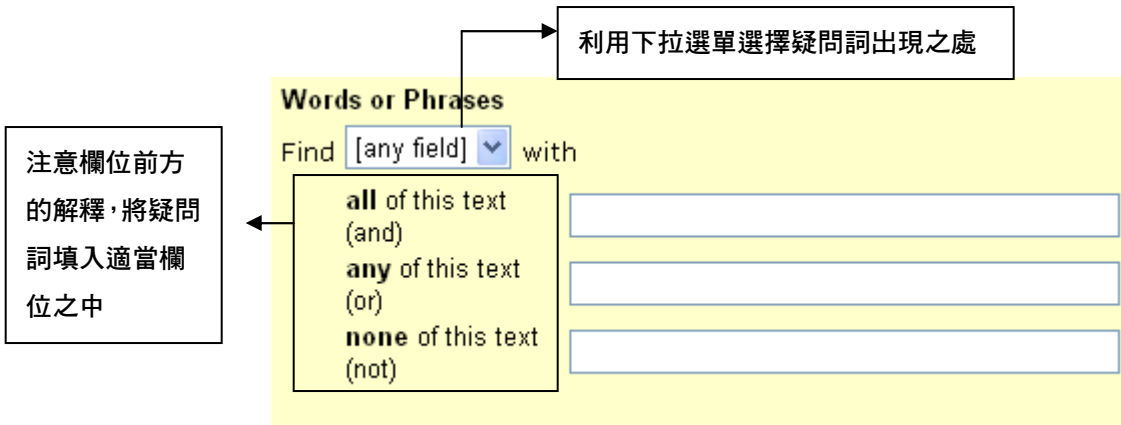 利用下拉選單選擇疑問詞出現之處
Words or Phrases
Find [any field] with
注意欄位前方
的解釋，將疑問
詞填入適當欄
位之中
all of this text
(and)
any of this text
(or)
none of this text
(not)